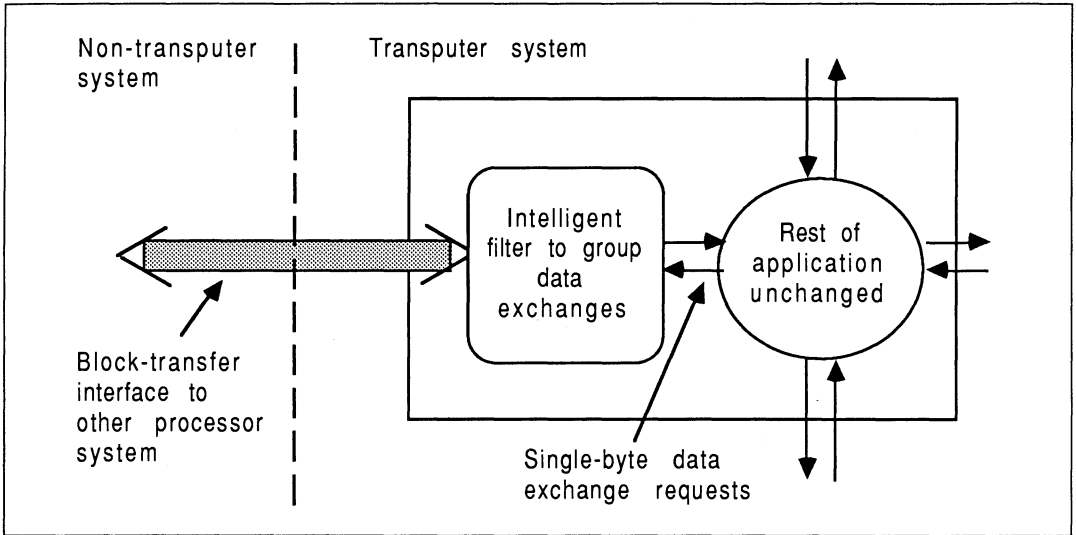 Non-transputer
system
Transputer system
Intelligent
filter to group
data
exchanges
Rest of
application
unchanged
Block-transfer
interface to
other processor
system
Single-byte data
exchange requests